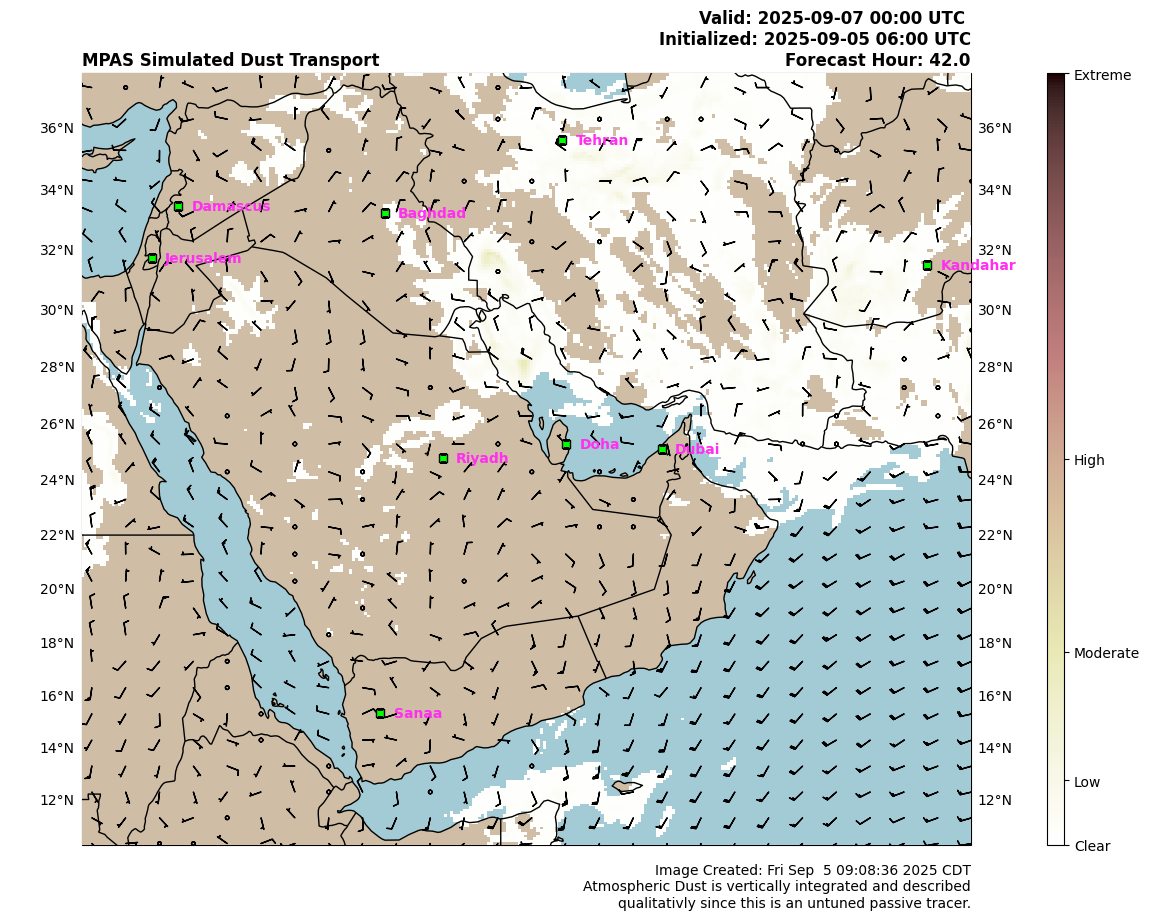 Valid: 2025-09-07 00:00 UTC
Initialized: 2025-09-05 06:00 UTC
MPAS Simulated Dust Transport Forecast Hour: 42.0
Extreme
36°N Tehran 36°N
34°N Damascus Baghdad 34°N
32°N Jerusalem Kandahar 32°N
30°N 30°N
28°N 28°N
26°N Doha Dubai 26°N
High
24°N Riyadh 24°N
22°N 22°N
20°N 20°N
18°N 18°N
Moderate
16°N Sanaa 16°N
14°N 14°N
Low
12°N 12°N
Clear
Image Created: Fri Sep 5 09:08:36 2025 CDT
Atmospheric Dust is vertically integrated and described
qualitativly since this is an untuned passive tracer.